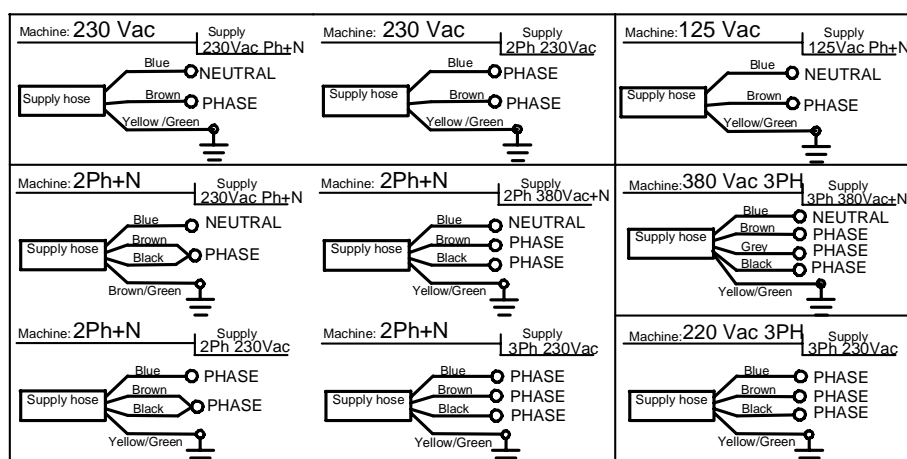 Machine: 230 Vac Supply
230Vac Ph+N
Blue
NEUTRAL
Supply hose
Brown
PHASE
Yellow /Green
Machine: 230 Vac Supply
2Ph 230Vac
Blue
PHASE
Supply hose
Brown
PHASE
Yellow /Green
Machine: 125 Vac Supply
125Vac Ph+N
Blue
NEUTRAL
Supply hose
Brown
PHASE
Yellow/Green
Machine: 2Ph+N Supply
230Vac Ph+N
Blue
NEUTRAL
Brown
Supply hose
PHASE
Black
Brown/Green
Machine: 2Ph+N Supply
2Ph 380Vac+N
Blue
NEUTRAL
Brown
PHASE
Supply hose
Black
PHASE
Yellow/Green
Machine: 380 Vac 3PH Supply
3Ph 380Vac+N
Blue
NEUTRAL
Brown
PHASE
Supply hose
Grey
PHASE
Black
PHASE
Yellow/Green
Machine: 2Ph+N Supply
2Ph 230Vac
Blue
PHASE
Brown
Supply hose
PHASE
Black
Yellow/Green
Machine: 2Ph+N Supply
3Ph 230Vac
Blue
PHASE
Brown
PHASE
Supply hose
Black
PHASE
Yellow/Green
Machine: 220 Vac 3PH Supply
3Ph 230Vac
Blue
PHASE
Brown
PHASE
Supply hose
Black
PHASE
Yellow/Green